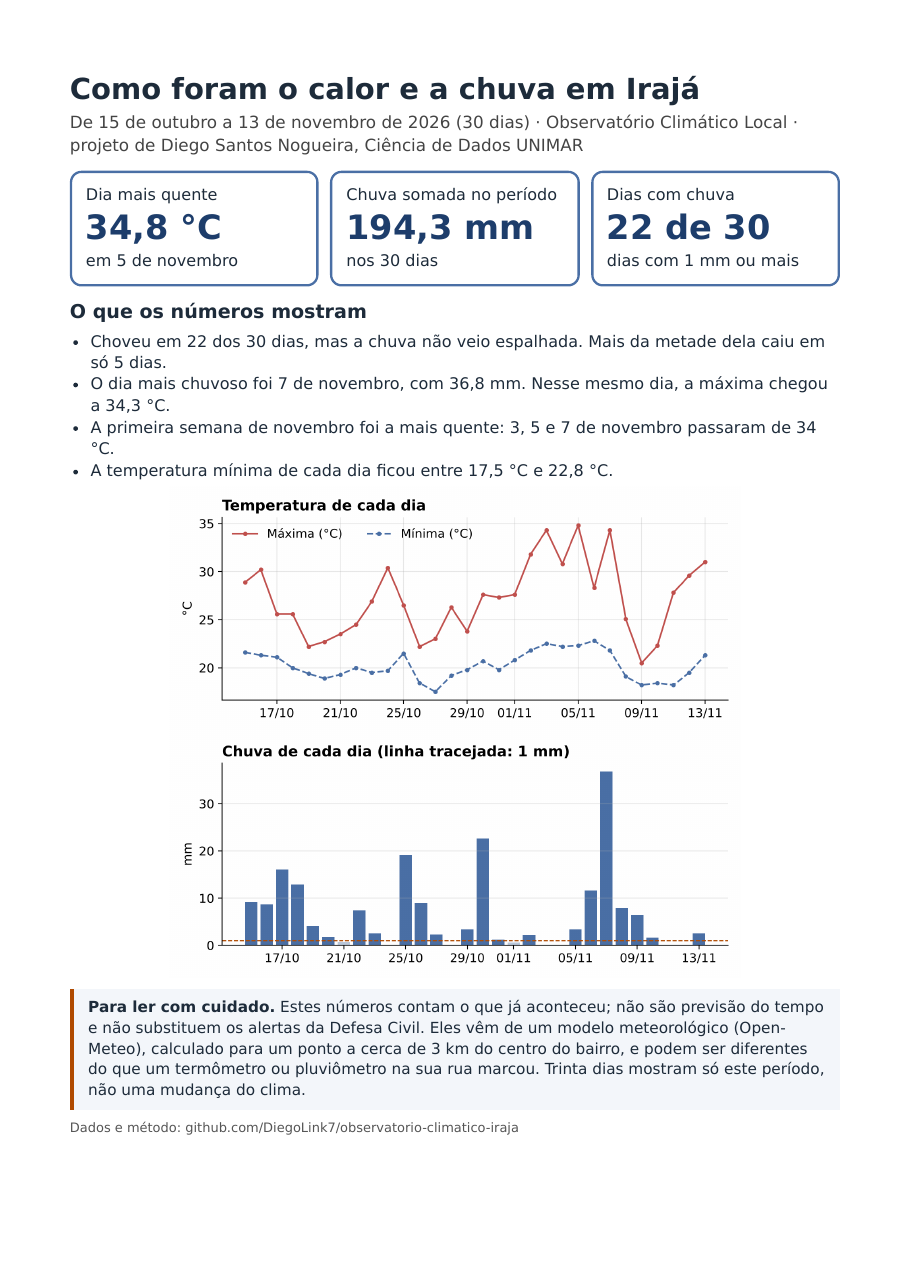 Como foram o calor e a chuva em Irajá
De 15 de outubro a 13 de novembro de 2026 (30 dias) · Observatório Climático Local ·
projeto de Diego Santos Nogueira, Ciência de Dados UNIMAR
Dia mais quente
34,8 °C
em 5 de novembro
Chuva somada no período
194,3 mm
nos 30 dias
Dias com chuva
22 de 30
dias com 1 mm ou mais
O que os números mostram
• Choveu em 22 dos 30 dias, mas a chuva não veio espalhada. Mais da metade dela caiu em
só 5 dias.
• O dia mais chuvoso foi 7 de novembro, com 36,8 mm. Nesse mesmo dia, a máxima chegou
a 34,3 °C.
• A primeira semana de novembro foi a mais quente: 3, 5 e 7 de novembro passaram de 34
°C.
• A temperatura mínima de cada dia ficou entre 17,5 °C e 22,8 °C.
Temperatura de cada dia
Máxima (°C) Mínima (°C)
35
30
25
20
°C
17/10 21/10 25/10 29/10 01/11 05/11 09/11 13/11
Chuva de cada dia (linha tracejada: 1 mm)
30
20
10
0
mm
17/10 21/10 25/10 29/10 01/11 05/11 09/11 13/11
Para ler com cuidado. Estes números contam o que já aconteceu; não são previsão do tempo
e não substituem os alertas da Defesa Civil. Eles vêm de um modelo meteorológico (Open-
Meteo), calculado para um ponto a cerca de 3 km do centro do bairro, e podem ser diferentes
do que um termômetro ou pluviômetro na sua rua marcou. Trinta dias mostram só este período,
não uma mudança do clima.
Dados e método: github.com/DiegoLink7/observatorio-climatico-iraja